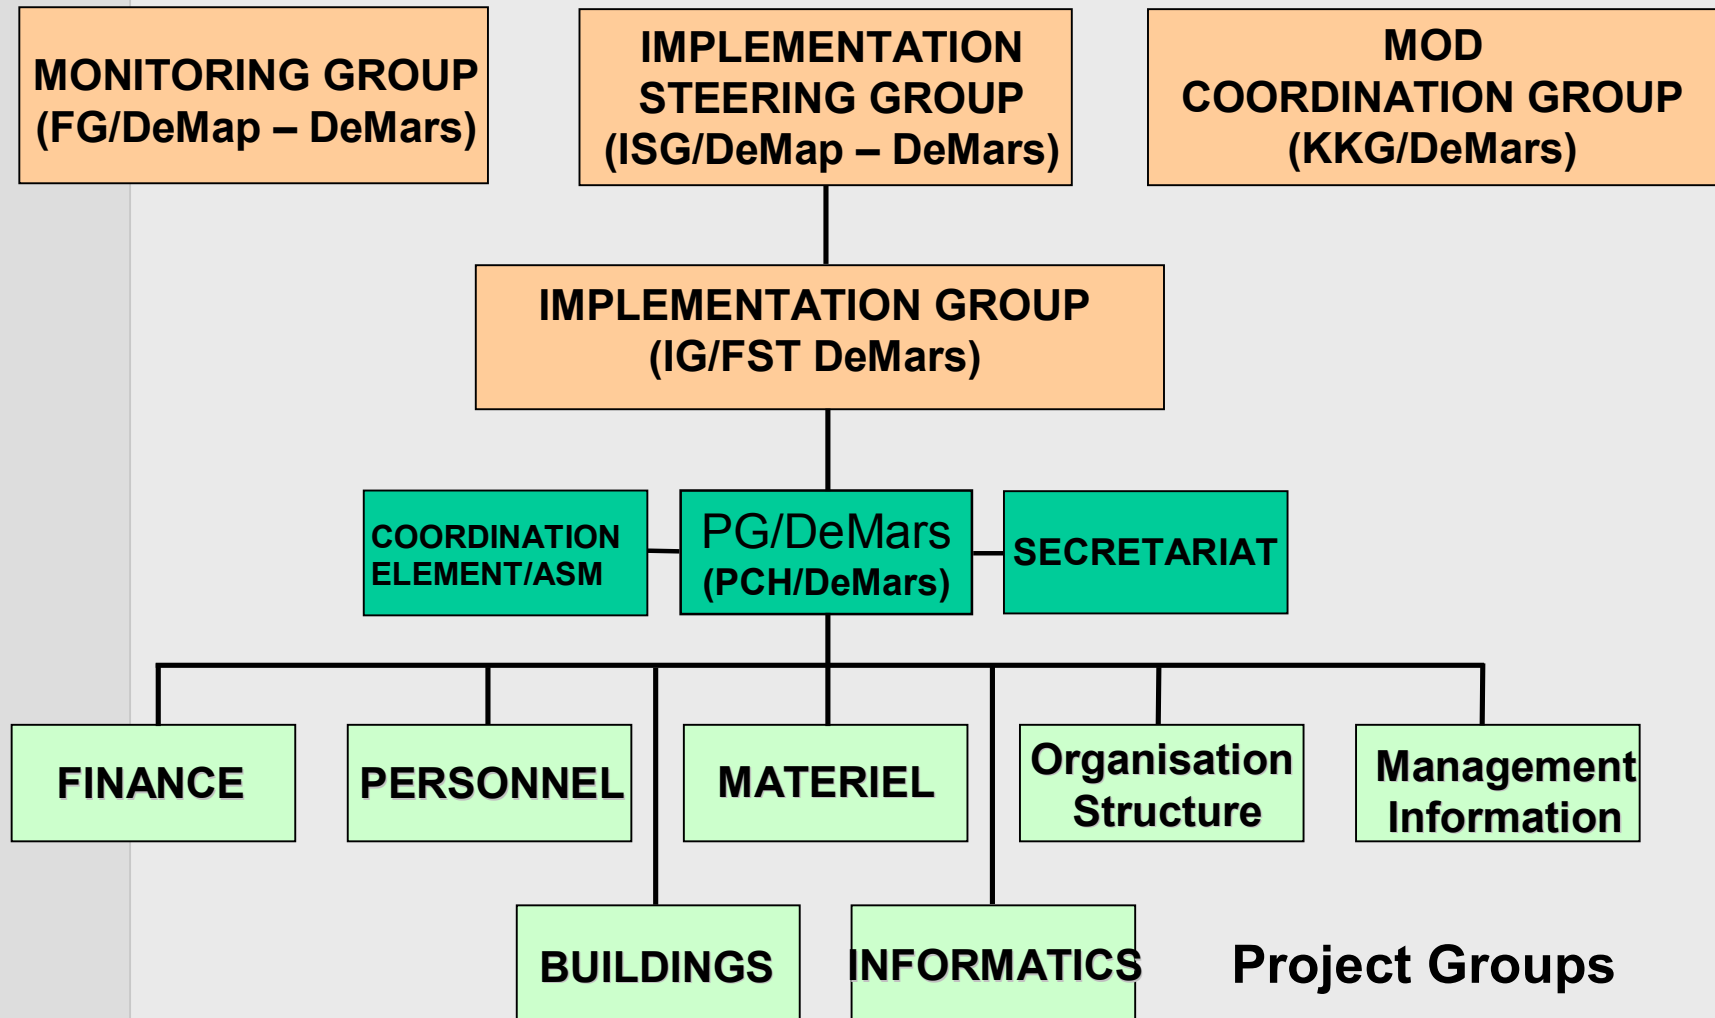 MONITORING GROUP
(FG/DeMap – DeMars)
IMPLEMENTATION
STEERING GROUP
(ISG/DeMap – DeMars)
MOD
COORDINATION GROUP
(KKG/DeMars)
IMPLEMENTATION GROUP
(IG/FST DeMars)
COORDINATION
ELEMENT/ASM
PG/DeMars
(PCH/DeMars)
SECRETARIAT
FINANCE
PERSONNEL
MATERIEL
Organisation
Structure
Management
Information
BUILDINGS
INFORMATICS
Project Groups